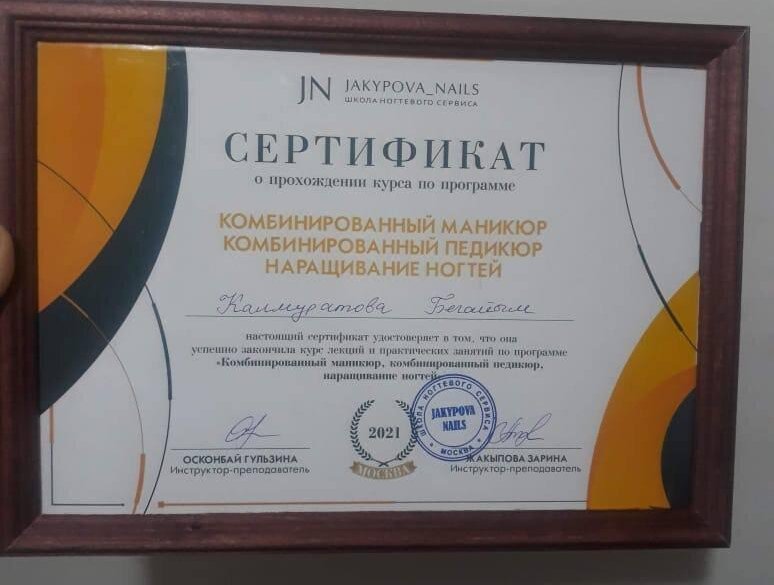 JN JAKYPOVA_NAILS
ШКОЛА НОГТЕВОГО СЕРВИСА
СЕРТИФИКАТ
о прохождении курса по программе
КОМБИНИРОВАННЫЙ МАНИКЮР
КОМБИНИРОВАННЫЙ ПЕДИКЮР
НАРАЩИВАНИЕ НОГТЕЙ
Калмуратова Бегайым
настоящий сертификат удостоверяет в том, что она
успешно закончила курс лекций и практических занятий по программе
«Комбинированный маникюр, комбинированный педикюр,
наращивание ногтей
ШКОЛА НОГТЕВОГО СЕРВИСА
JAKYPOVA
NAILS
МОСКВА
2021
МОСКВА
ОСКОНБАЙ ГУЛЬЗИНА
Инструктор-преподаватель
ЖАКЫПОВА ЗАРИНА
Инструктор-преподаватель